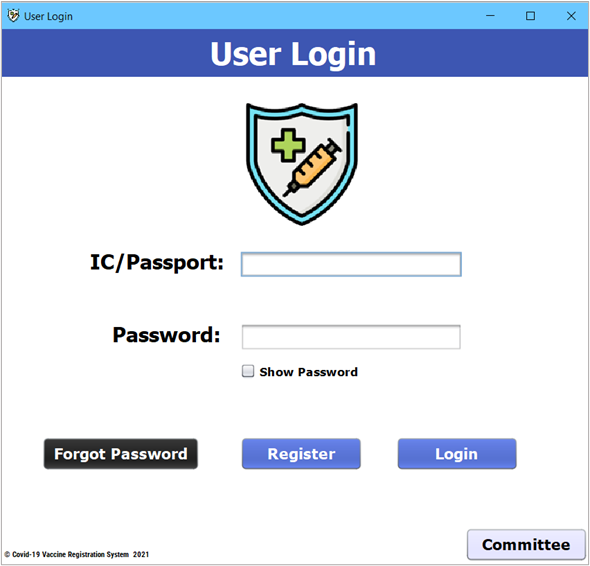 User Login
User Login
IC/Passport:
Password:
Show Password
Forgot Password
Register
Login
Committee
© Covid-19 Vaccine Registration System 2021